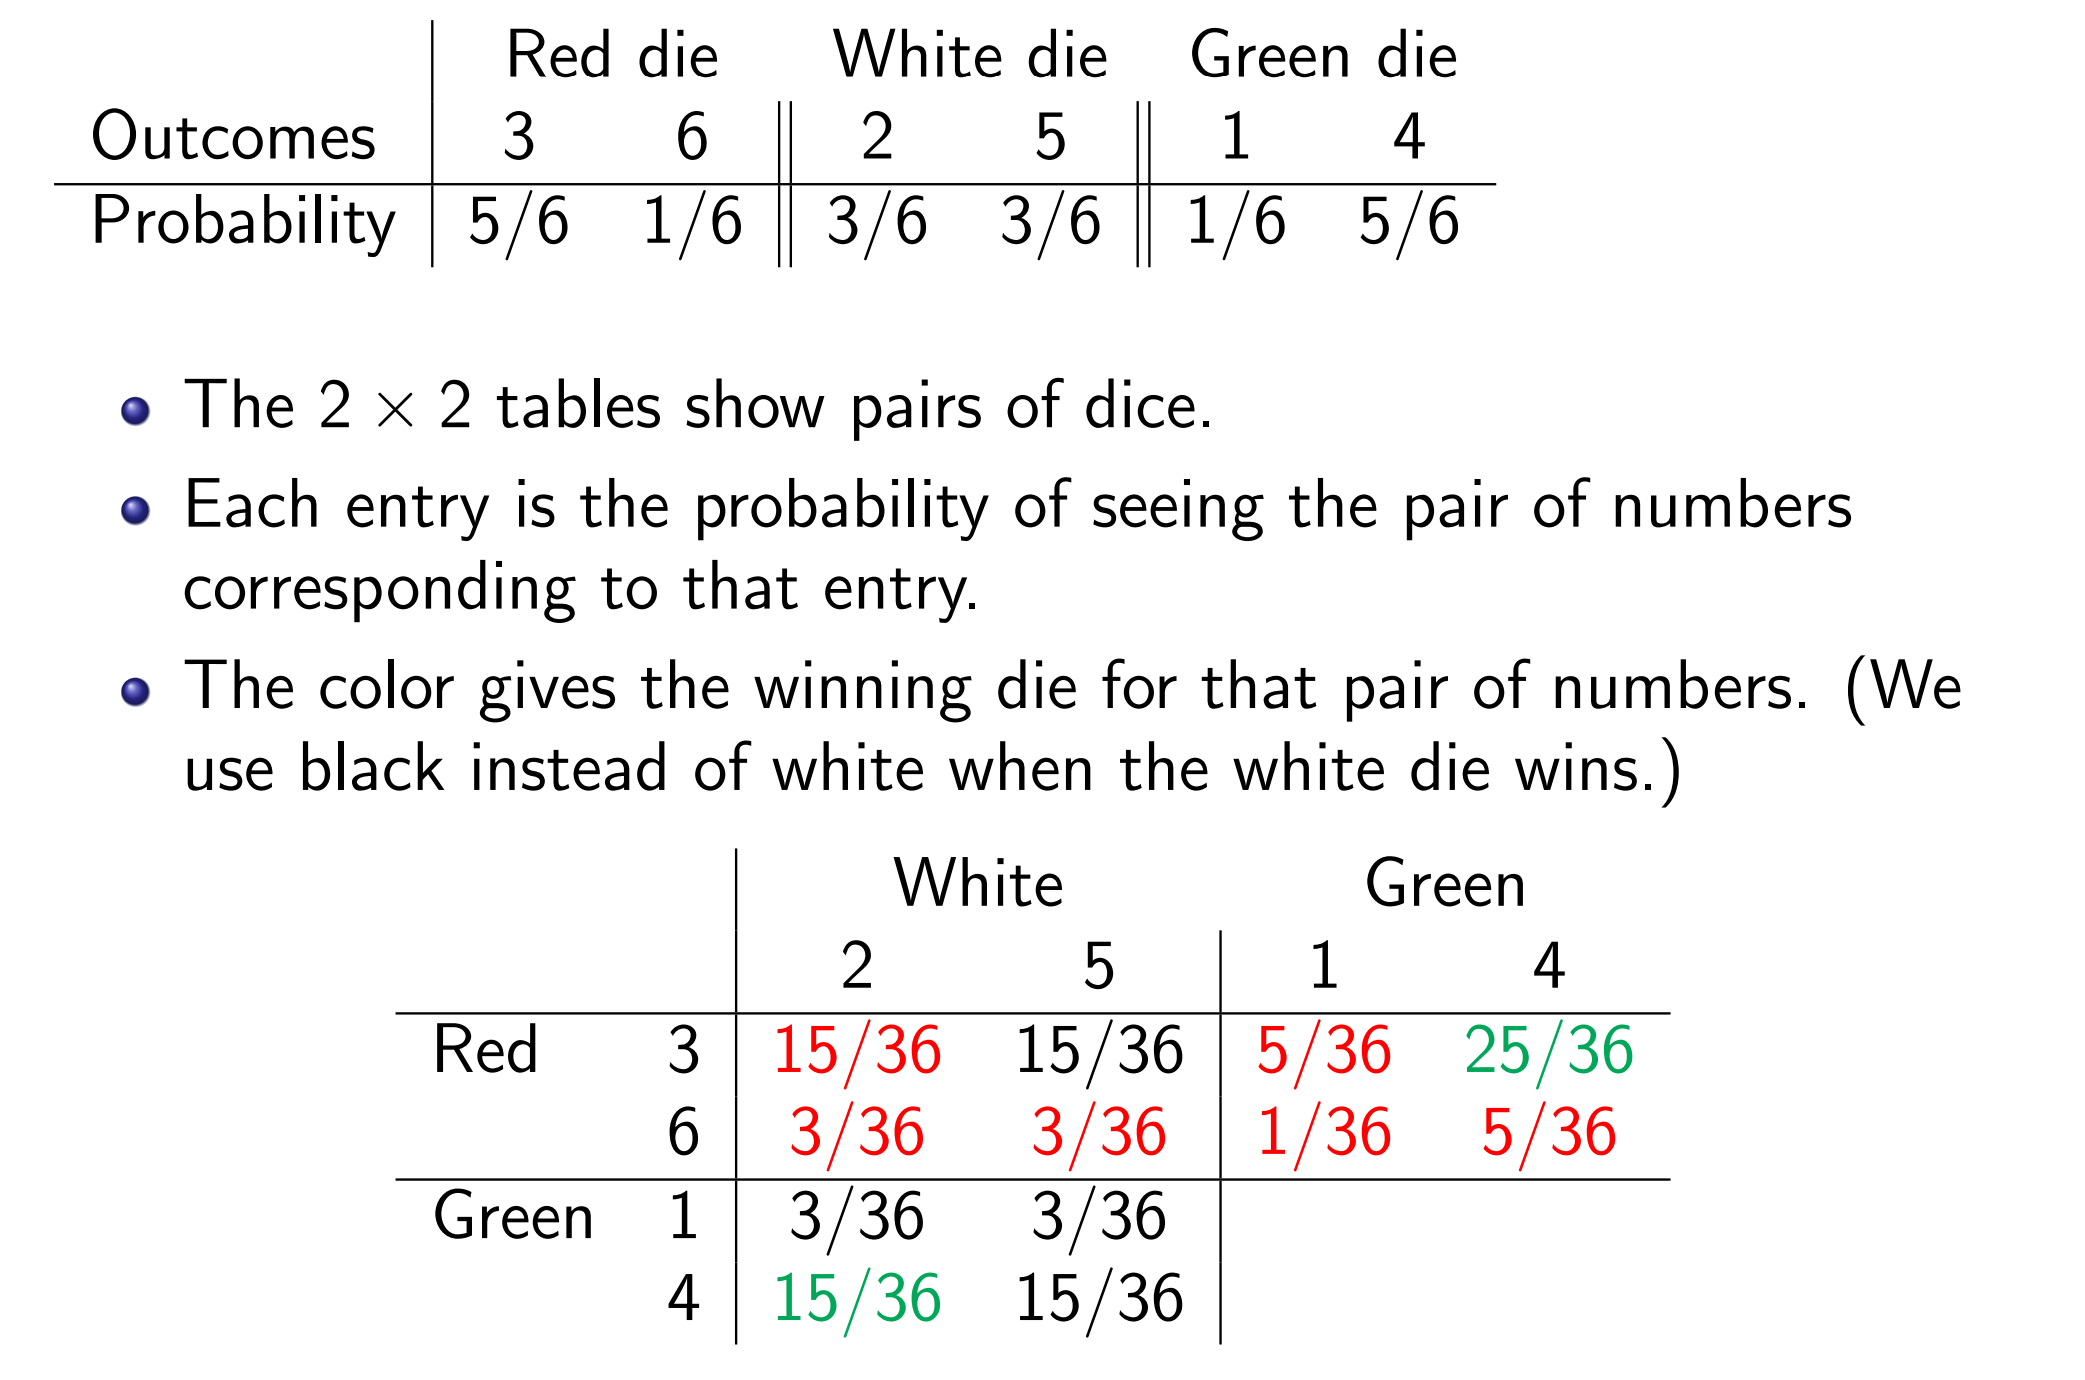 Red die White die Green die
Outcomes 3 6 2 5 1 4
Probability 5/6 1/6 3/6 3/6 1/6 5/6
The 2 × 2 tables show pairs of dice.
Each entry is the probability of seeing the pair of numbers
corresponding to that entry.
The color gives the winning die for that pair of numbers. (We
use black instead of white when the white die wins.)
White Green
2 5 1 4
Red 3 15/36 15/36 5/36 25/36
6 3/36 3/36 1/36 5/36
Green 1 3/36 3/36
4 15/36 15/36